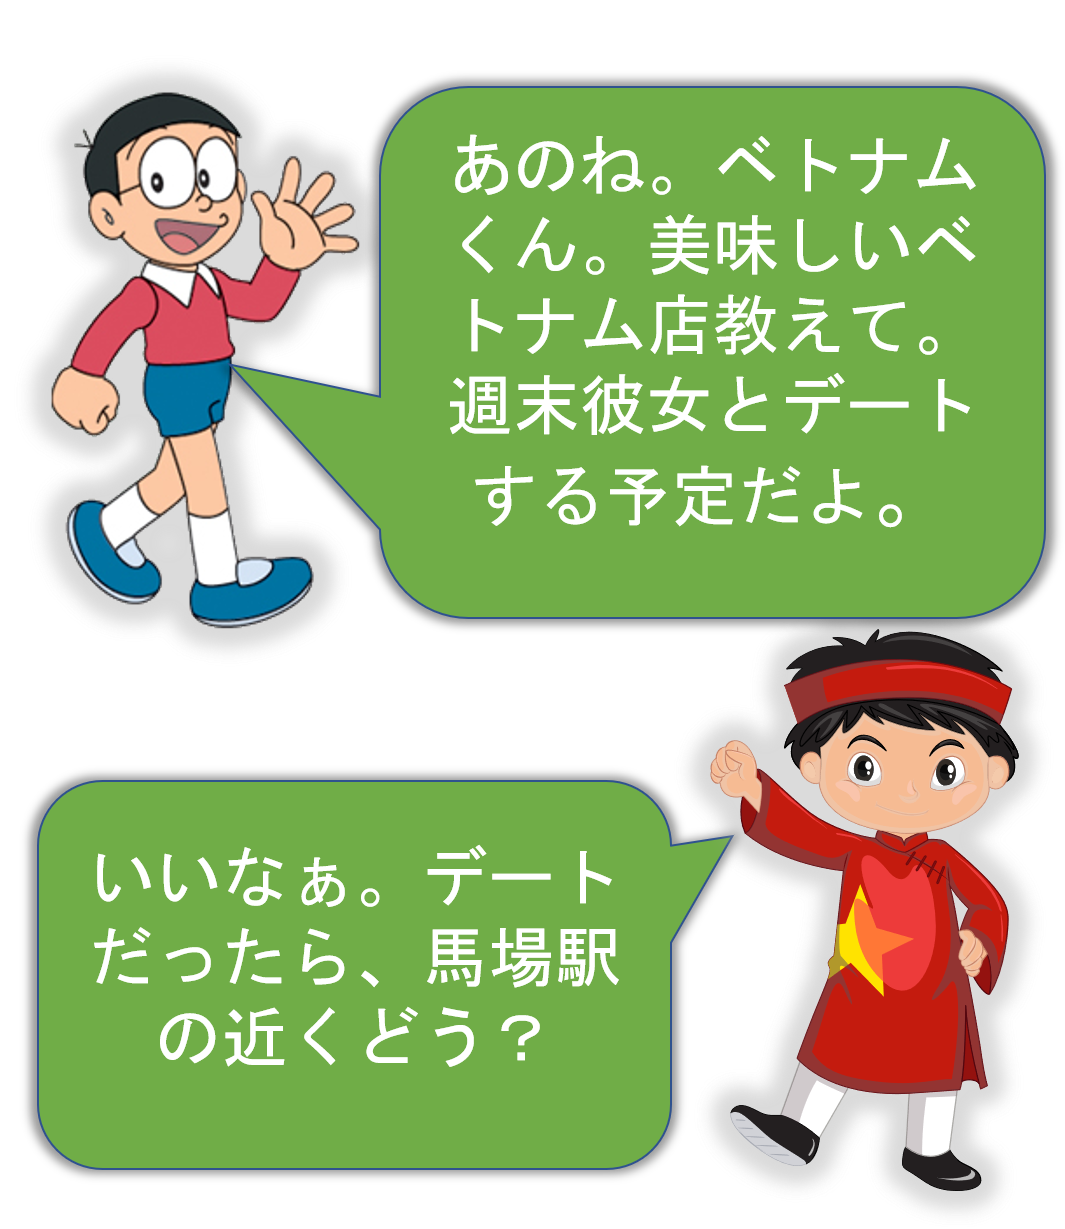 あのね。ベトナム
くん。美味しいベ
トナム店教えて。
週末彼女とデート
する予定だよ。
いいなぁ。デート
だったら、馬場駅
の近くどう？